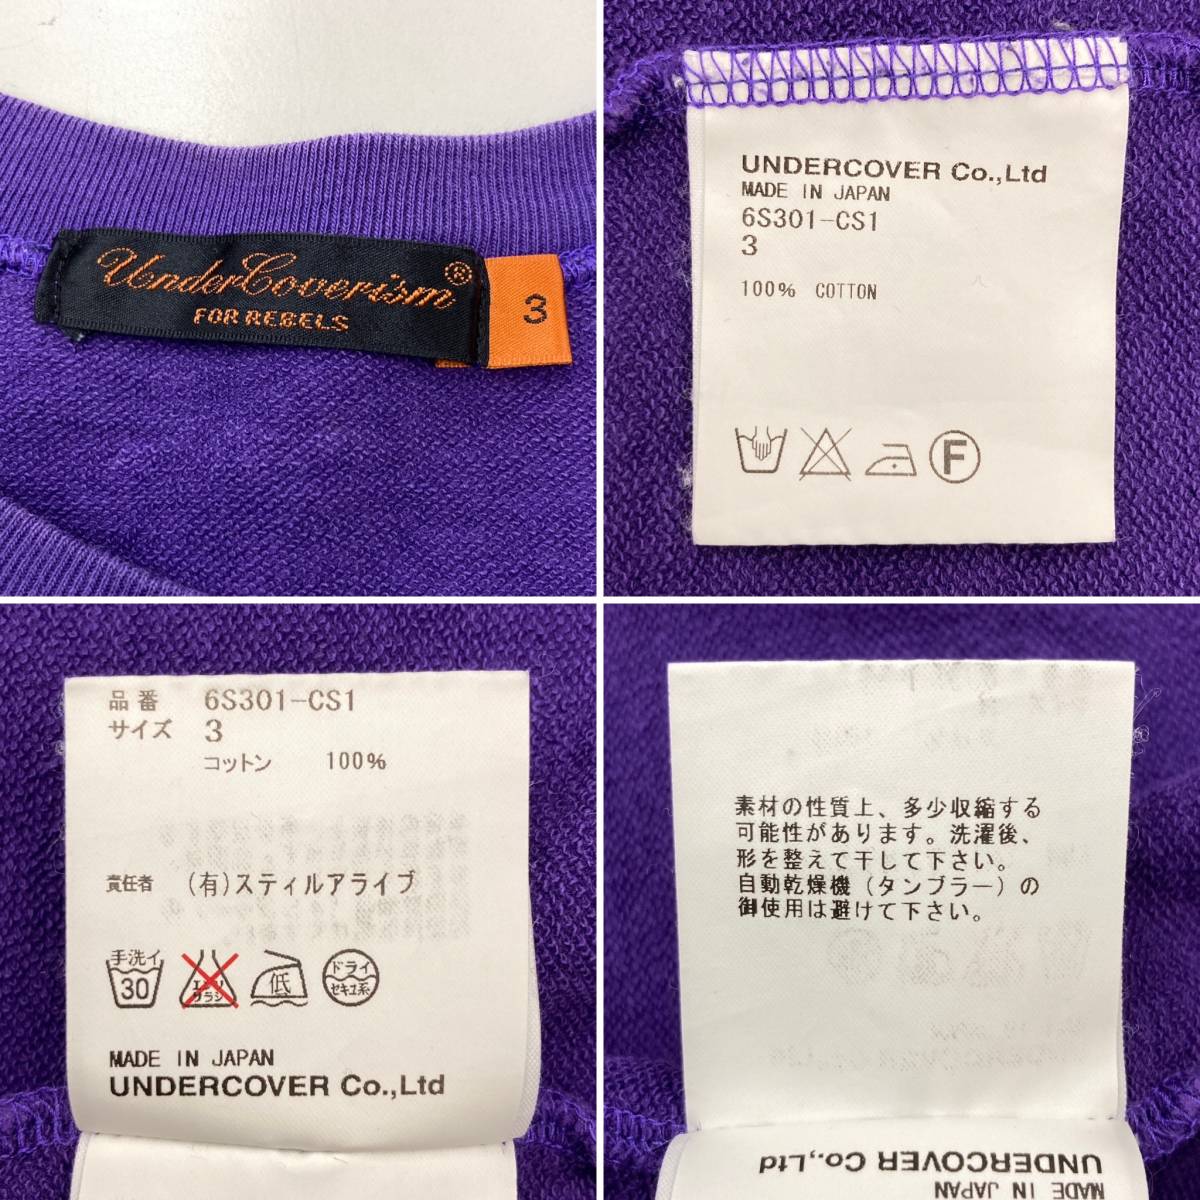 UnderCoverism®
FOR REBELS
3
UNDERCOVER Co.,Ltd
MADE IN JAPAN
6S301-CS1
3
100% COTTON
F
品番 6S301-CS1
サイズ 3
コットン 100%
責任者 (有)スティルアライブ
手洗イ
30
エンソ
サラシ
低
ドライ
セキユ系
MADE IN JAPAN
UNDERCOVER Co.,Ltd
素材の性質上、多少収縮する
可能性があります。洗濯後、
形を整えて干して下さい。
自動乾燥機(タンブラー)の
御使用は避けて下さい。
UNDERCOVER Co.,Ltd
MADE IN JAPAN